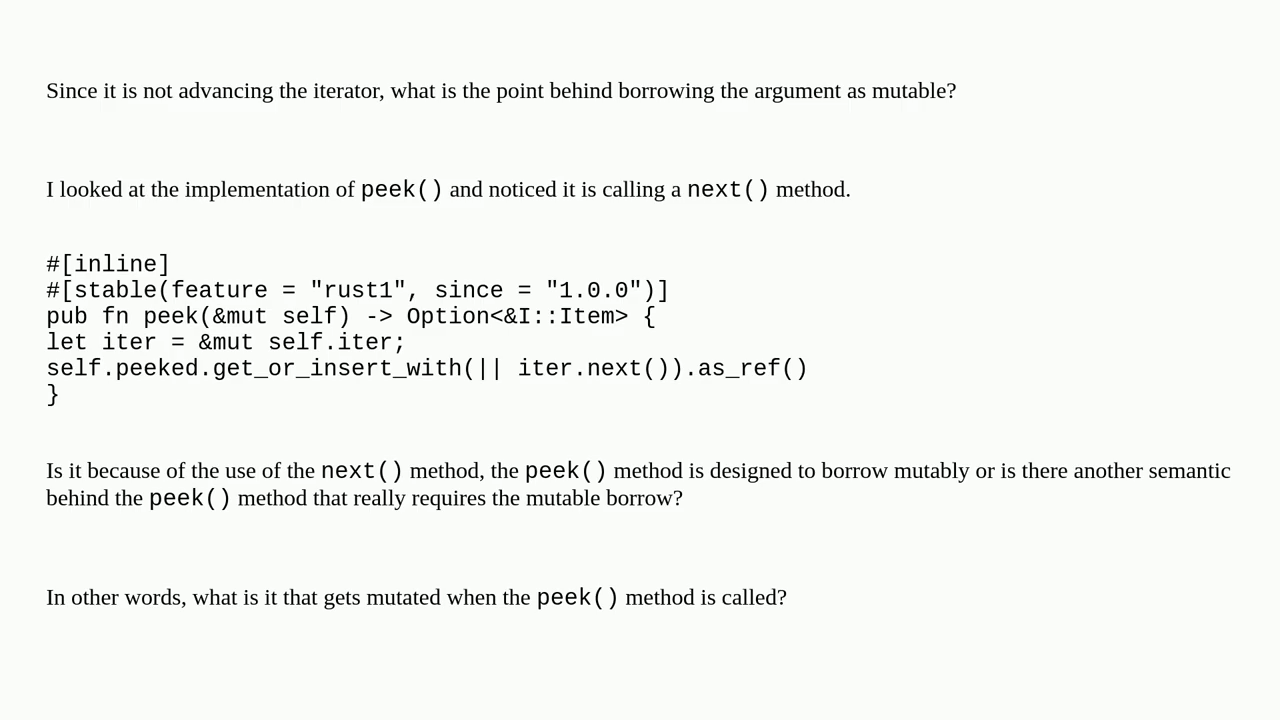 Since it is not advancing the iterator, what is the point behind borrowing the argument as mutable?
I looked at the implementation of peek() and noticed it is calling a next() method.
#[inline]
#[stable(feature = "rust1", since = "1.0.0")]
pub fn peek(&mut self) -> Option<&I::Item> {
let iter = &mut self.iter;
self.peeked.get_or_insert_with(|| iter.next()).as_ref()
}
Is it because of the use of the next() method, the peek() method is designed to borrow mutably or is there another semantic
behind the peek() method that really requires the mutable borrow?
In other words, what is it that gets mutated when the peek() method is called?